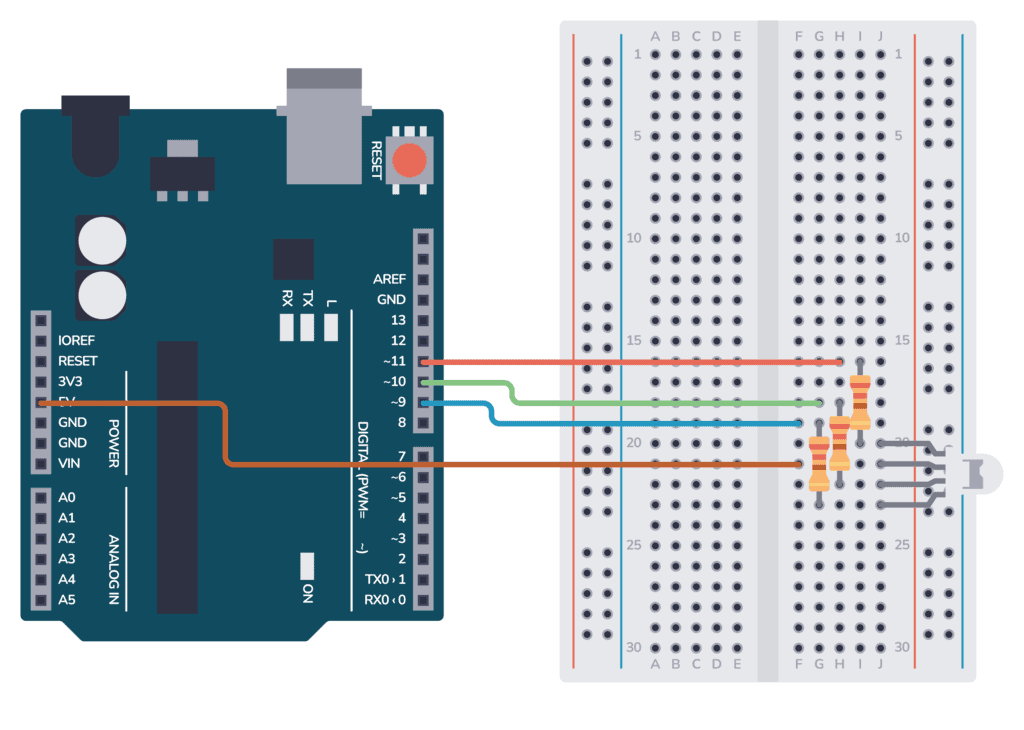 RESET
AREF
GND
13
12
~11
~10
~9
8
7
~6
~5
4
~3
2
TX0›1
RX0‹0
DIGITAL (PWM= ~)
RX
TX
L
ON
IOREF
RESET
3V3
5V
GND
GND
VIN
POWER
A0
A1
A2
A3
A4
A5
ANALOG IN
A B C D E F G H I J
1 1
5 5
10 10
15 15
20 20
25 25
30 30
A B C D E F G H I J